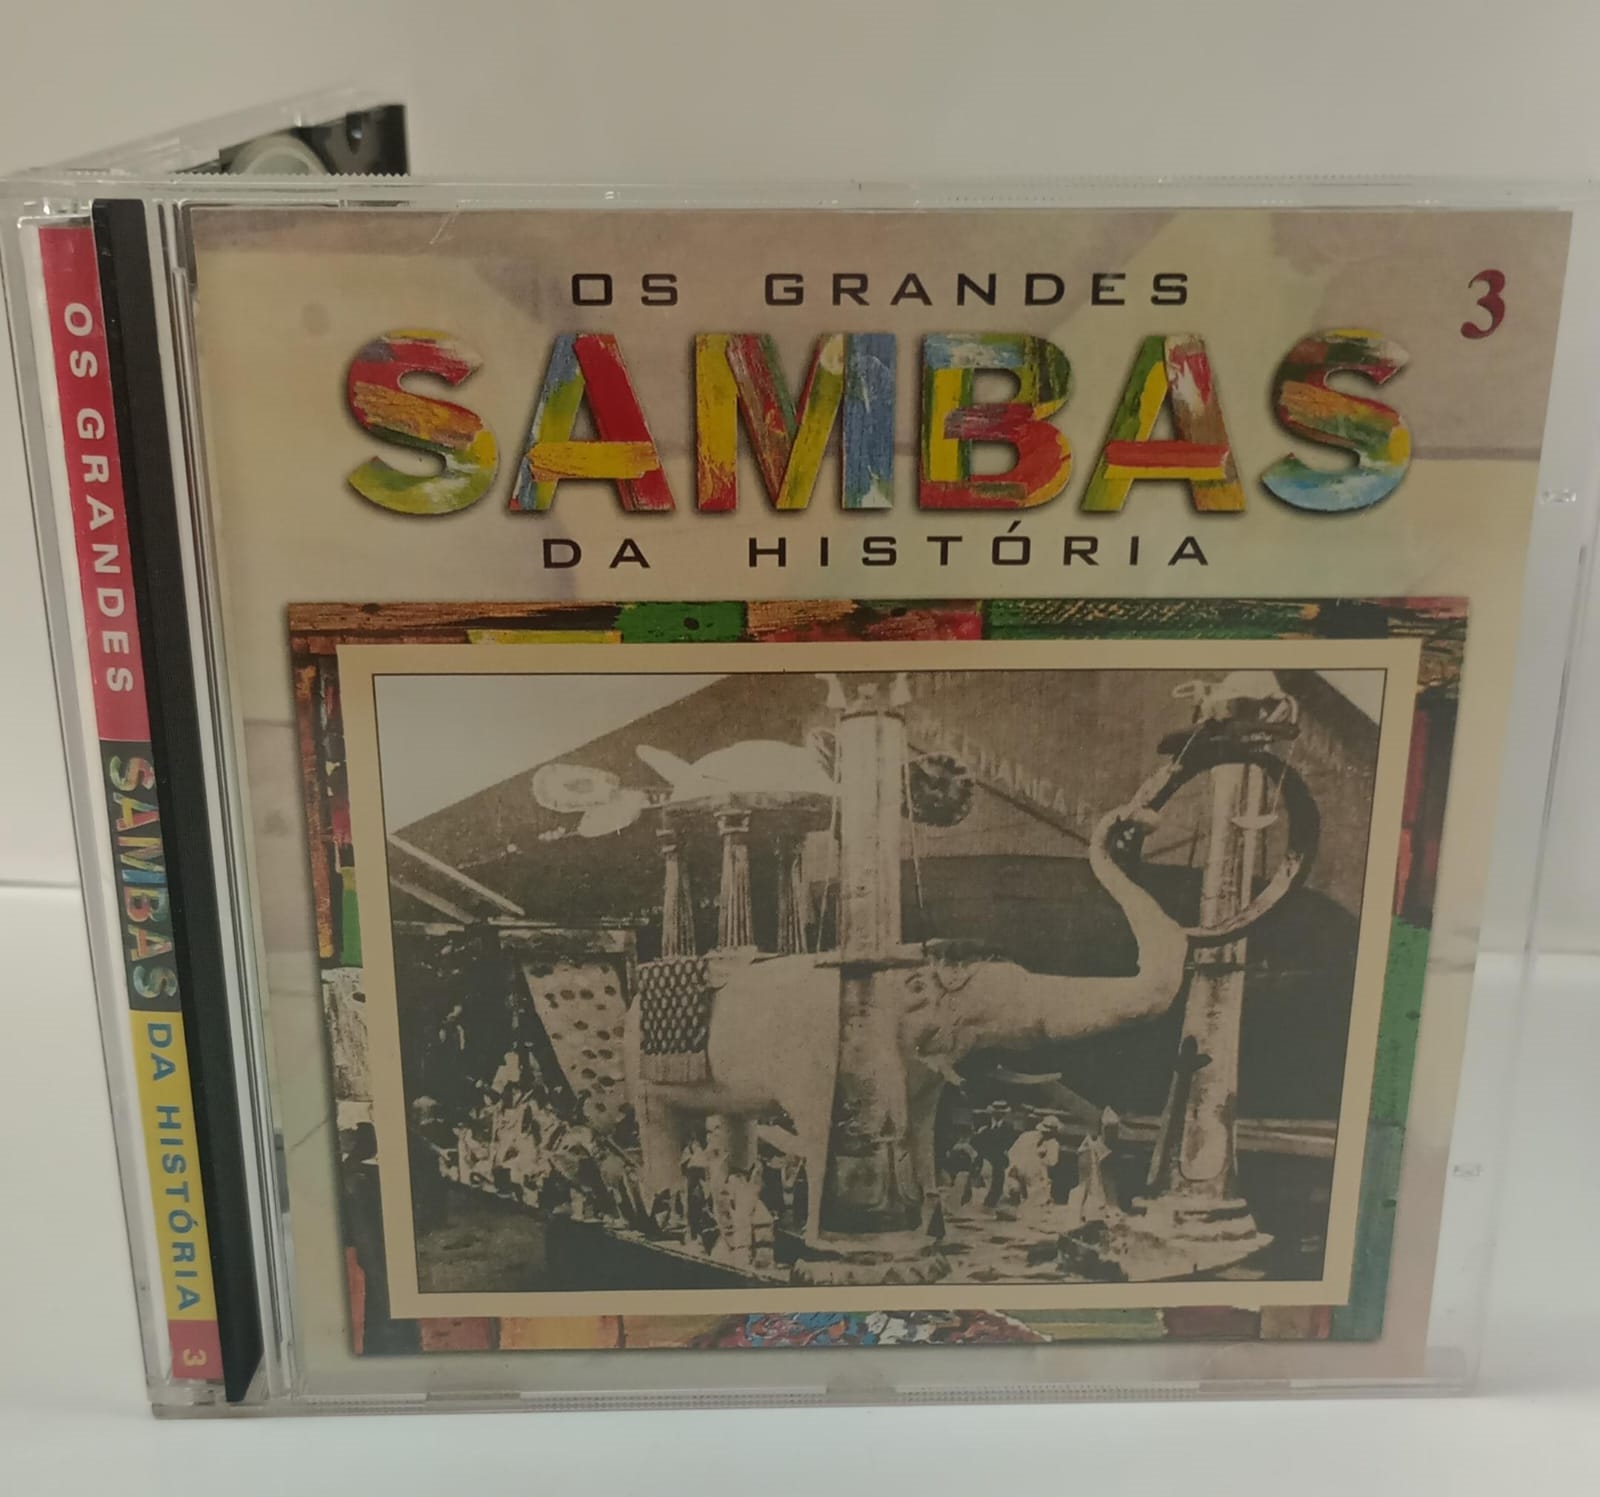 OS GRANDES
SAMBAS
DA HISTÓRIA
3
OS GRANDES SAMBAS DA HISTÓRIA 3